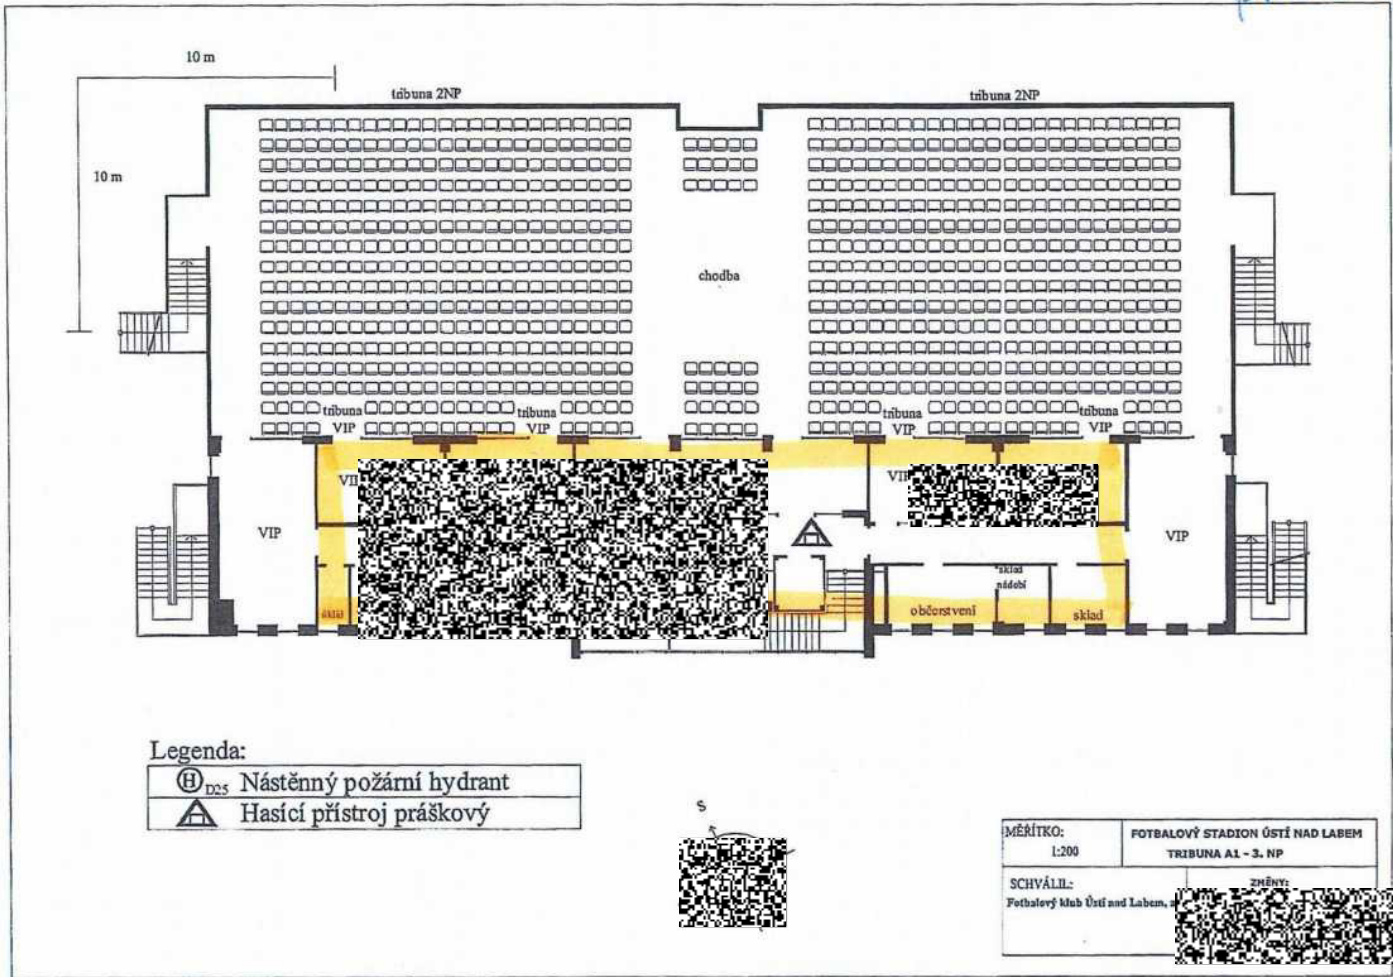 10 m
tribuna 2NP
tribuna 2NP
10 m
chodba
tribuna VIP
tribuna VIP
tribuna VIP
tribuna VIP
VIP
VIP
VIP
sklad nádobí
občerstvení
sklad
Legenda:
H D25 Nástěnný požární hydrant
Hasící přístroj práškový
S
MĚŘÍTKO:
1:200
FOTBALOVÝ STADION ÚSTÍ NAD LABEM
TRIBUNA A1 - 3. NP
SCHVÁLIL:
ZMĚNY:
Fotbalový klub Ústí nad Labem,